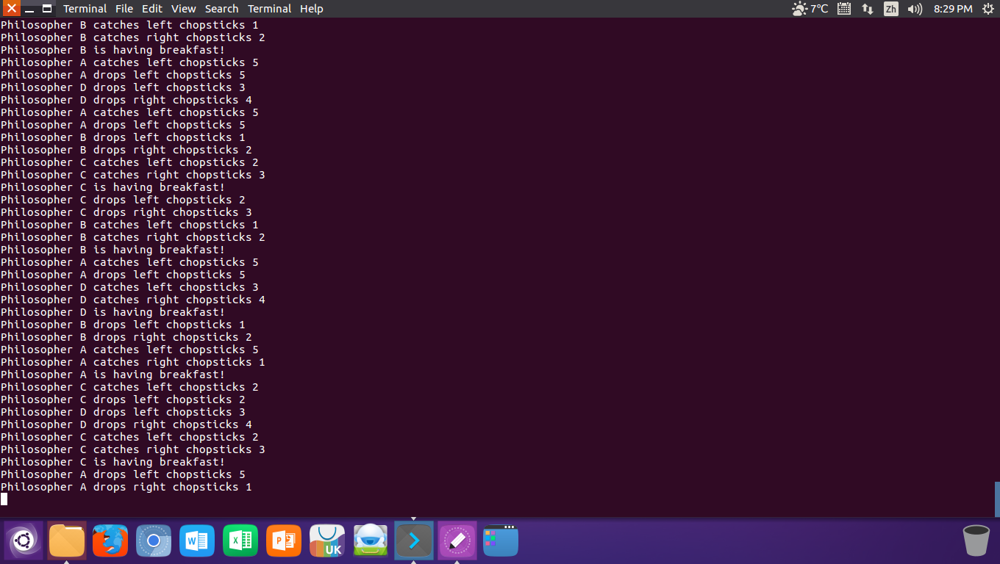 Terminal File Edit View Search Terminal Help 7°C Zh 8:29 PM
Philosopher B catches left chopsticks 1
Philosopher B catches right chopsticks 2
Philosopher B is having breakfast!
Philosopher A catches left chopsticks 5
Philosopher A drops left chopsticks 5
Philosopher D drops left chopsticks 3
Philosopher D drops right chopsticks 4
Philosopher A catches left chopsticks 5
Philosopher A drops left chopsticks 5
Philosopher B drops left chopsticks 1
Philosopher B drops right chopsticks 2
Philosopher C catches left chopsticks 2
Philosopher C catches right chopsticks 3
Philosopher C is having breakfast!
Philosopher C drops left chopsticks 2
Philosopher C drops right chopsticks 3
Philosopher B catches left chopsticks 1
Philosopher B catches right chopsticks 2
Philosopher B is having breakfast!
Philosopher A catches left chopsticks 5
Philosopher A drops left chopsticks 5
Philosopher D catches left chopsticks 3
Philosopher D catches right chopsticks 4
Philosopher D is having breakfast!
Philosopher B drops left chopsticks 1
Philosopher B drops right chopsticks 2
Philosopher A catches left chopsticks 5
Philosopher A catches right chopsticks 1
Philosopher A is having breakfast!
Philosopher C catches left chopsticks 2
Philosopher C drops left chopsticks 2
Philosopher D drops left chopsticks 3
Philosopher D drops right chopsticks 4
Philosopher C catches left chopsticks 2
Philosopher C catches right chopsticks 3
Philosopher C is having breakfast!
Philosopher A drops left chopsticks 5
Philosopher A drops right chopsticks 1
W X P UK